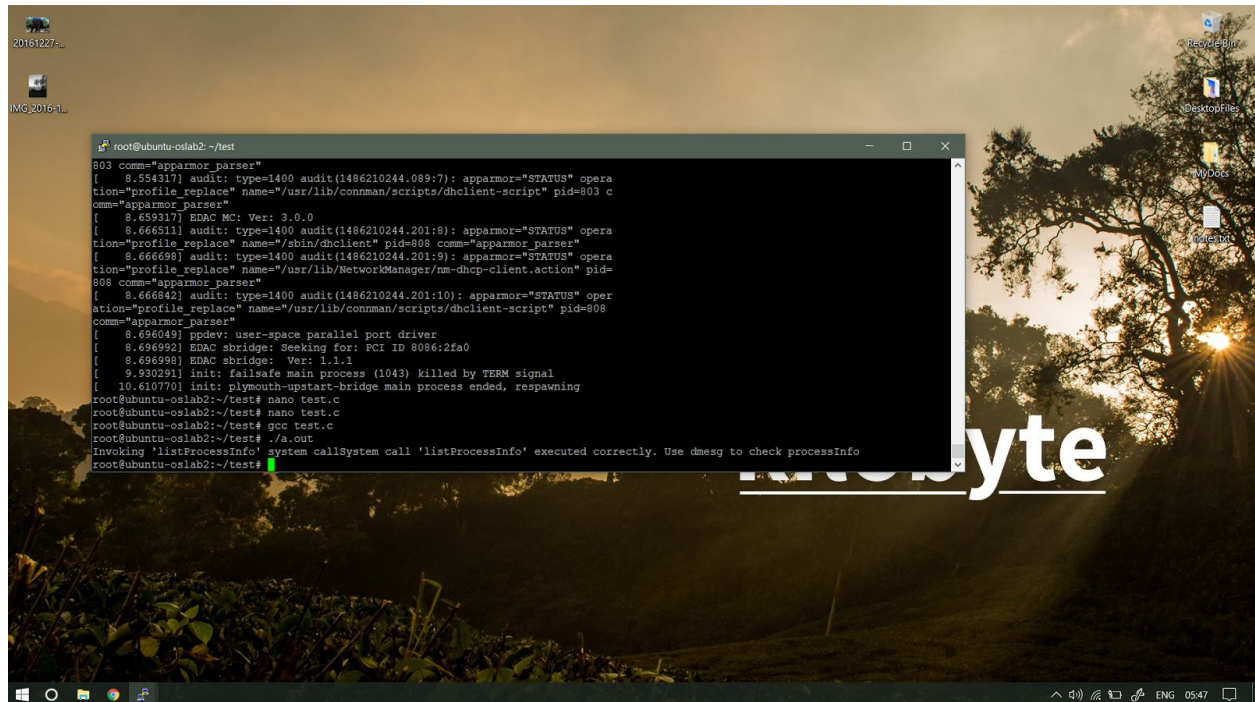 20161227-...
IMG_2016-1...
Recycle Bin
DesktopFiles
MyDocs
notes.txt
root@ubuntu-oslab2: ~/test
803 comm="apparmor_parser"
[    8.554317] audit: type=1400 audit(1486210244.089:7): apparmor="STATUS" opera
tion="profile_replace" name="/usr/lib/connman/scripts/dhclient-script" pid=803 c
omm="apparmor_parser"
[    8.659317] EDAC MC: Ver: 3.0.0
[    8.666511] audit: type=1400 audit(1486210244.201:8): apparmor="STATUS" opera
tion="profile_replace" name="/sbin/dhclient" pid=808 comm="apparmor_parser"
[    8.666698] audit: type=1400 audit(1486210244.201:9): apparmor="STATUS" opera
tion="profile_replace" name="/usr/lib/NetworkManager/nm-dhcp-client.action" pid=
808 comm="apparmor_parser"
[    8.666842] audit: type=1400 audit(1486210244.201:10): apparmor="STATUS" oper
ation="profile_replace" name="/usr/lib/connman/scripts/dhclient-script" pid=808
comm="apparmor_parser"
[    8.696049] ppdev: user-space parallel port driver
[    8.696992] EDAC sbridge: Seeking for: PCI ID 8086:2fa0
[    8.696998] EDAC sbridge:  Ver: 1.1.1
[    9.930291] init: failsafe main process (1043) killed by TERM signal
[   10.610770] init: plymouth-upstart-bridge main process ended, respawning
root@ubuntu-oslab2:~/test# nano test.c
root@ubuntu-oslab2:~/test# nano test.c
root@ubuntu-oslab2:~/test# gcc test.c
root@ubuntu-oslab2:~/test# ./a.out
Invoking 'listProcessInfo' system callSystem call 'listProcessInfo' executed correctly. Use dmesg to check processInfo
root@ubuntu-oslab2:~/test#
ENG 05:47